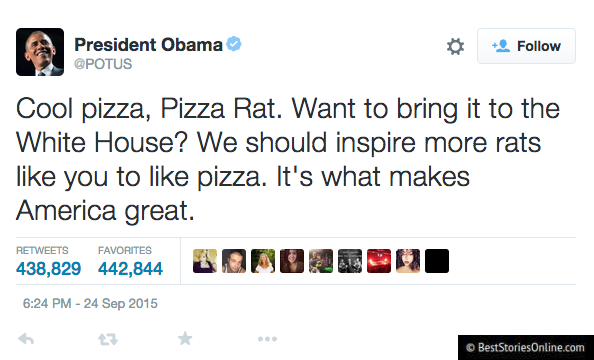 President Obama
@POTUS
Follow
Cool pizza, Pizza Rat. Want to bring it to the
White House? We should inspire more rats
like you to like pizza. It's what makes
America great.
RETWEETS FAVORITES
438,829 442,844
6:24 PM - 24 Sep 2015
© BestStoriesOnline.com